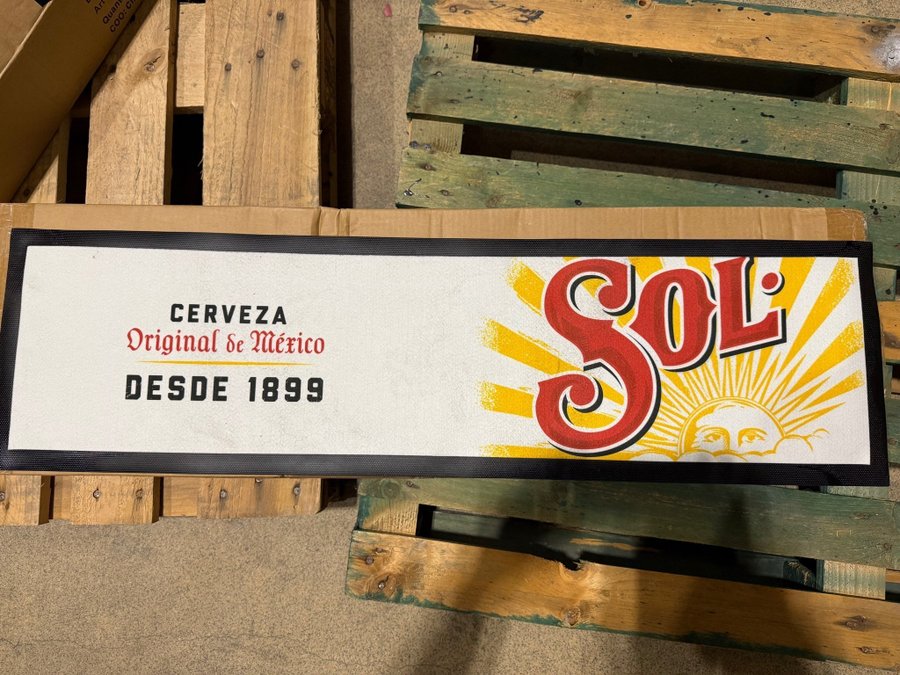 CERVEZA
Original de México
DESDE 1899
SOL